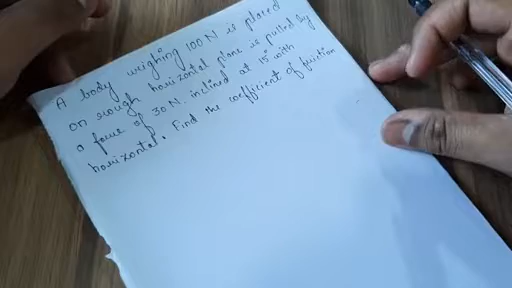 A body weighing 100 N is placed
on rough horizontal plane is pulled by
a force of 30 N. inclined at 15° with
horizontal. Find the coefficient of friction